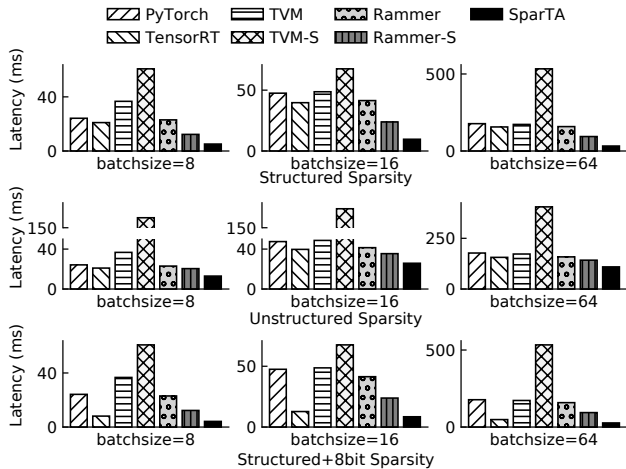 PyTorch TVM Rammer SparTA
TensorRT TVM-S Rammer-S
Latency (ms)
40
0
batchsize=8
50
0
batchsize=16
500
0
batchsize=64
Structured Sparsity
Latency (ms)
150
40
0
batchsize=8
150
40
0
batchsize=16
250
0
batchsize=64
Unstructured Sparsity
Latency (ms)
40
0
batchsize=8
50
0
batchsize=16
500
0
batchsize=64
Structured+8bit Sparsity